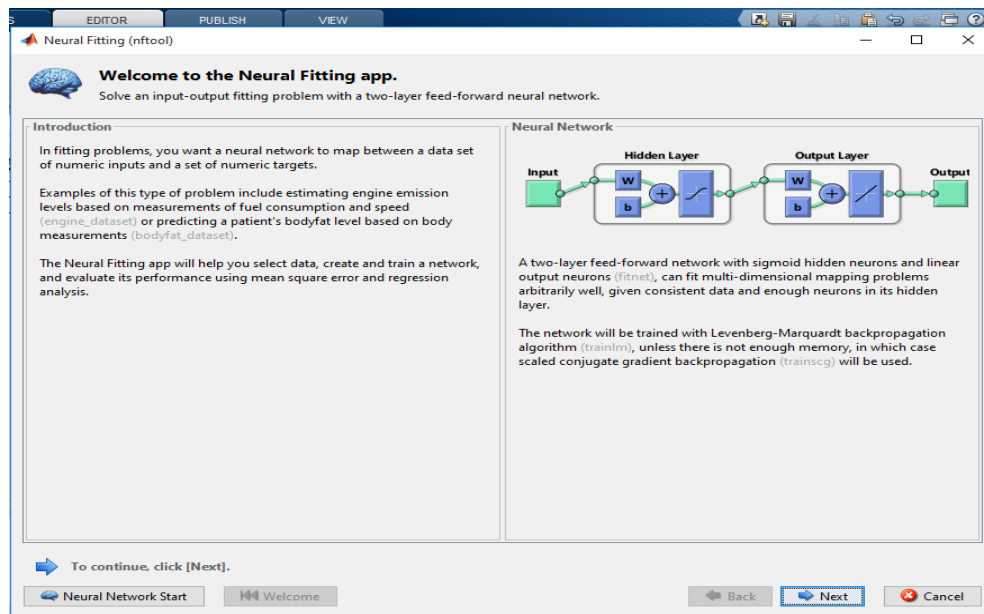 S
EDITOR
PUBLISH
VIEW
Neural Fitting (nftool)
Welcome to the Neural Fitting app.
Solve an input-output fitting problem with a two-layer feed-forward neural network.
Introduction
In fitting problems, you want a neural network to map between a data set
of numeric inputs and a set of numeric targets.
Examples of this type of problem include estimating engine emission
levels based on measurements of fuel consumption and speed
(engine_dataset) or predicting a patient's bodyfat level based on body
measurements (bodyfat_dataset).
The Neural Fitting app will help you select data, create and train a network,
and evaluate its performance using mean square error and regression
analysis.
Neural Network
Hidden Layer
Output Layer
Input
Output
W
b
W
b
A two-layer feed-forward network with sigmoid hidden neurons and linear
output neurons (fitnet), can fit multi-dimensional mapping problems
arbitrarily well, given consistent data and enough neurons in its hidden
layer.
The network will be trained with Levenberg-Marquardt backpropagation
algorithm (trainlm), unless there is not enough memory, in which case
scaled conjugate gradient backpropagation (trainscg) will be used.
To continue, click [Next].
Neural Network Start
Welcome
Back
Next
Cancel